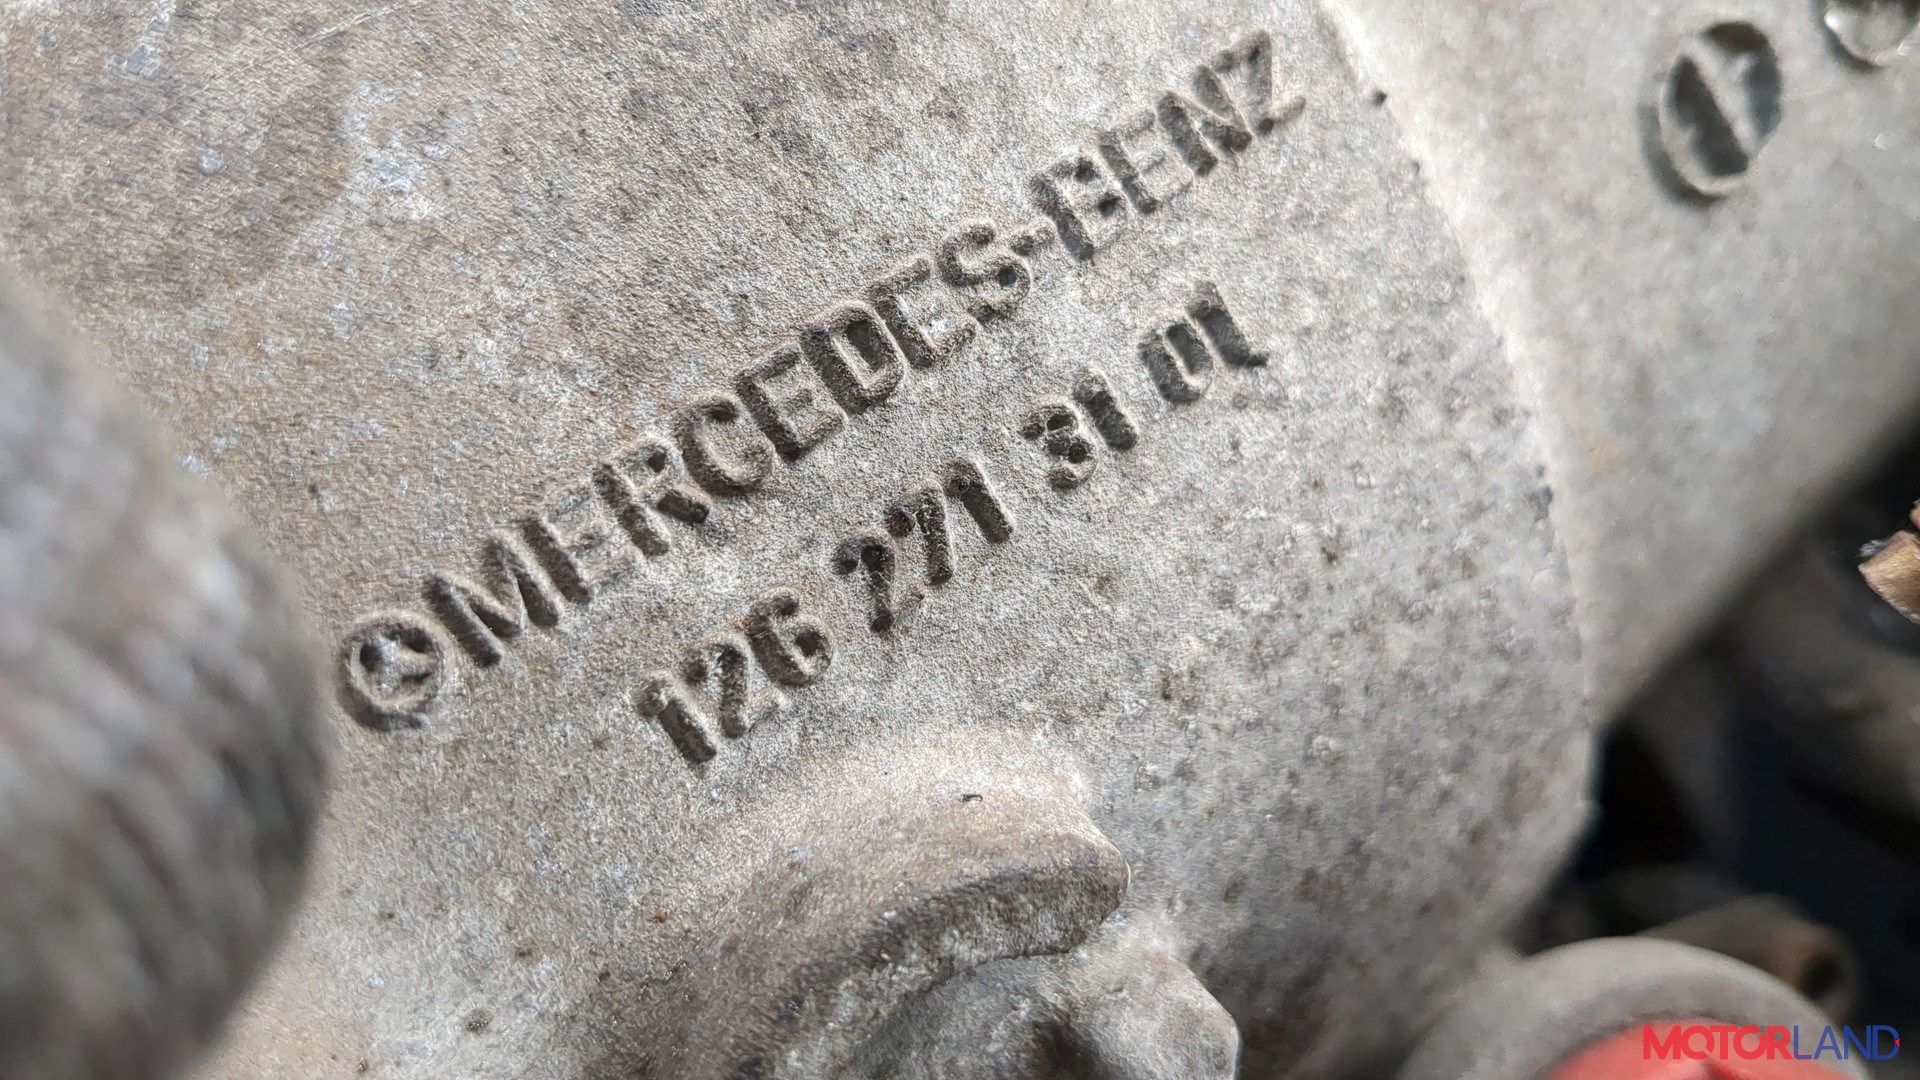 MERCEDES-BENZ
126 271 31 01
MOTORLAND